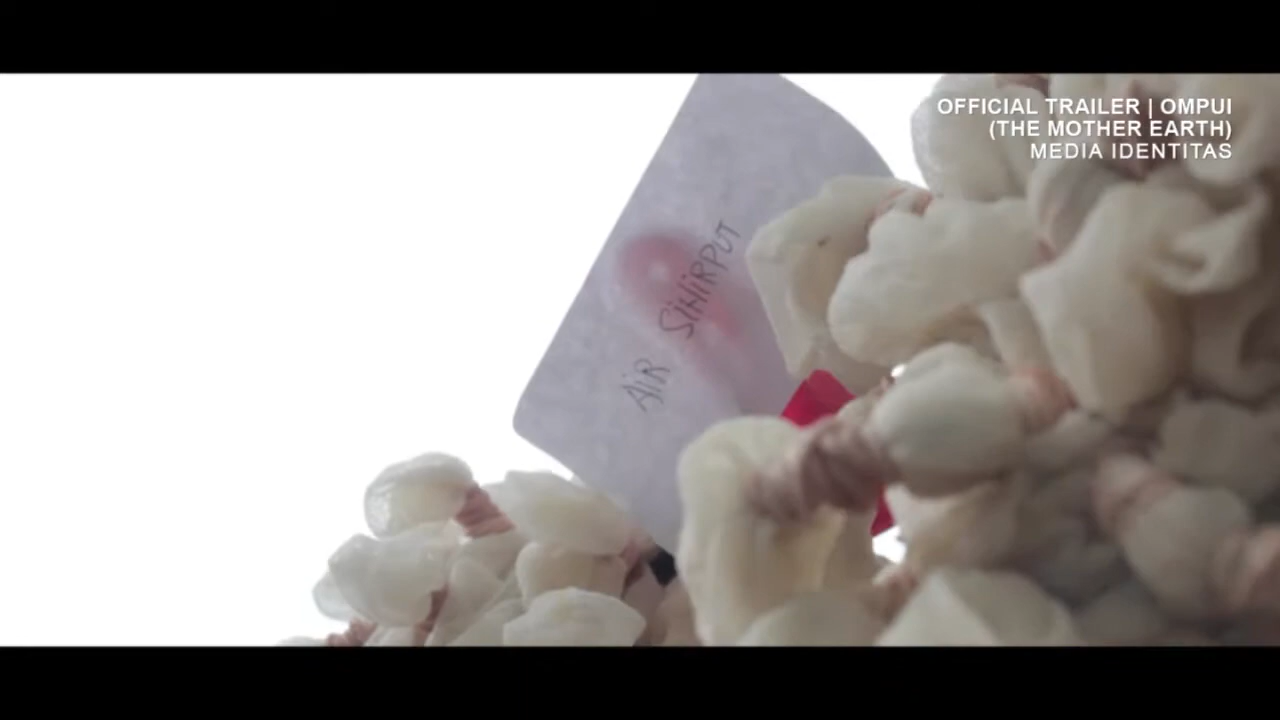 OFFICIAL TRAILER | OMPUI
(THE MOTHER EARTH)
MEDIA IDENTITAS
AIR SIHIRPUT